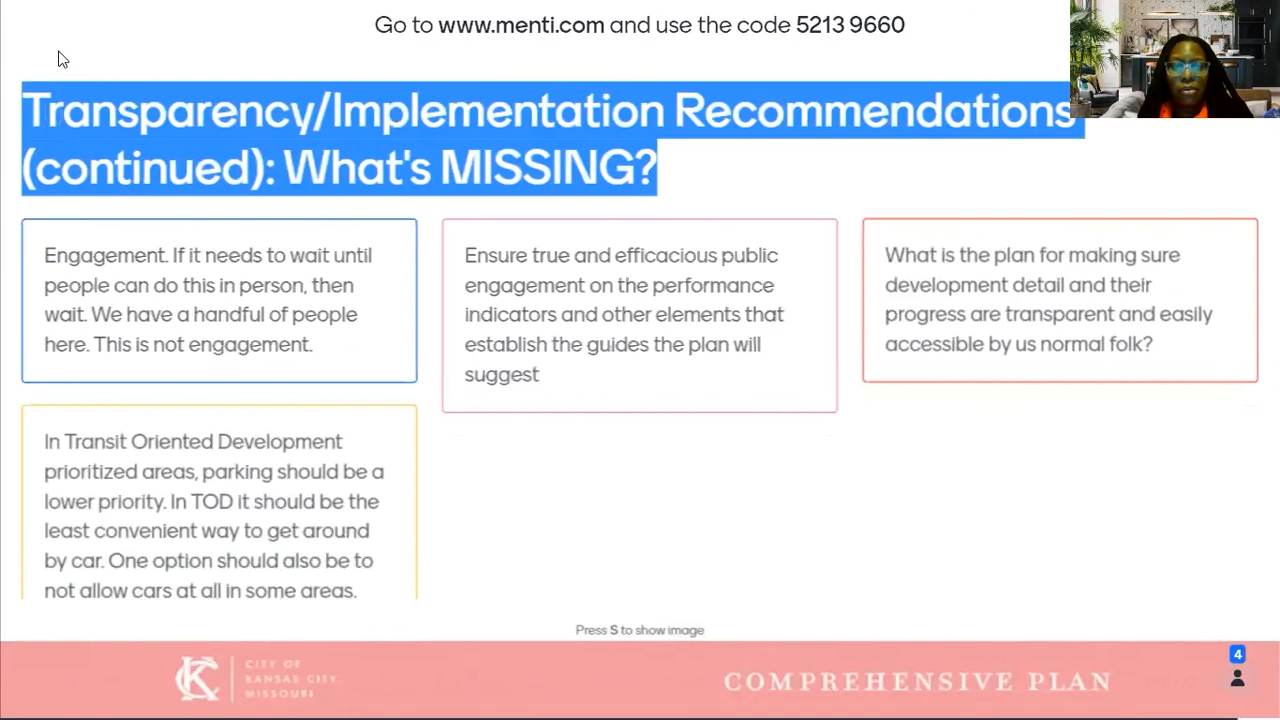 Go to www.menti.com and use the code 5213 9660
Transparency/Implementation Recommendations
(continued): What's MISSING?
Engagement. If it needs to wait until
people can do this in person, then
wait. We have a handful of people
here. This is not engagement.
Ensure true and efficacious public
engagement on the performance
indicators and other elements that
establish the guides the plan will
suggest
What is the plan for making sure
development detail and their
progress are transparent and easily
accessible by us normal folk?
In Transit Oriented Development
prioritized areas, parking should be a
lower priority. In TOD it should be the
least convenient way to get around
by car. One option should also be to
not allow cars at all in some areas.
Press S to show image
KC
CITY OF
KANSAS CITY
MISSOURI
COMPREHENSIVE PLAN
4